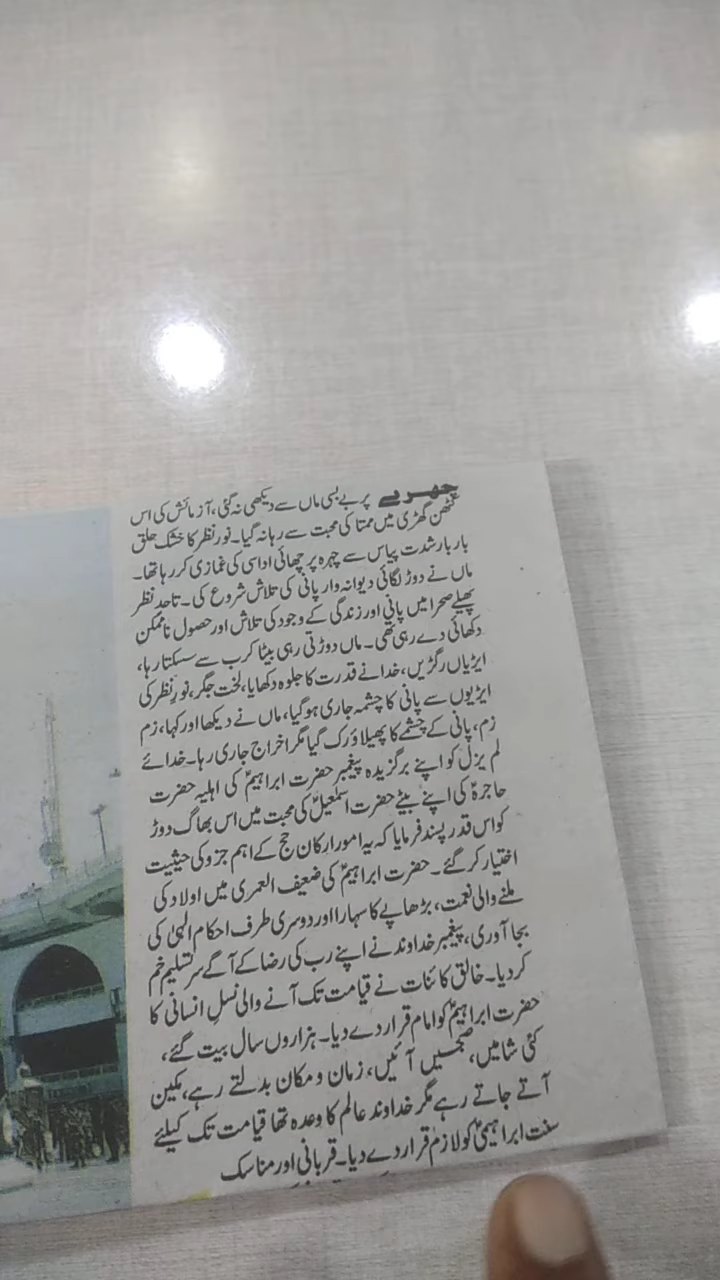 چہرے پر بے بسی ماں سے دیکھی نہ گئی، آزمائش کی اس
کٹھن گھڑی میں ممتا کی محبت سے رہا نہ گیا۔ نور نظر کا خشک حلق
بار بار شدت پیاس سے چہرہ پر چھائی اداسی کی غمازی کر رہا تھا۔
ماں نے دوڑ لگائی دیوانہ وار پانی کی تلاش شروع کی۔ تاحد نظر
پھیلے صحرا میں پانی اور زندگی کے وجود کی تلاش اور حصول ناممکن
دکھائی دے رہی تھی۔ ماں دوڑتی رہی بیٹا کرب سے سسکتا رہا،
ایڑیاں رگڑیں، خدا نے قدرت کا جلوہ دکھایا، لخت جگر، نورِنظر کی
ایڑیوں سے پانی کا چشمہ جاری ہو گیا، ماں نے دیکھا اور کہا، زم
زم، پانی کے چشمے کا پھیلاؤ رک گیا مگر اخراج جاری رہا۔ خدائے
لم یزل کو اپنے برگزیدہ پیغمبر حضرت ابراہیمؑ کی اہلیہ حضرت
حاجرہؑ کی اپنے بیٹے حضرت اسمٰعیلؑ کی محبت میں اس بھاگ دوڑ
کو اس قدر پسند فرمایا کہ یہ امور ارکان حج کے اہم جزو کی حیثیت
اختیار کر گئے۔ حضرت ابراہیمؑ کی ضعیف العمری میں اولاد کی
ملنے والی نعمت، بڑھاپے کا سہارا اور دوسری طرف احکام الٰہی کی
بجا آوری، پیغمبر خداوند نے اپنے رب کی رضا کے آگے سر تسلیم خم
کر دیا۔ خالق کائنات نے قیامت تک آنے والی نسلِ انسانی کا
حضرت ابراہیمؑ کو امام قرار دے دیا۔ ہزاروں سال بیت گئے،
کئی شامیں، صبحیں آئیں، زمان و مکان بدلتے رہے، مکین
آتے جاتے رہے مگر خداوند عالم کا وعدہ تھا قیامت تک کیلئے
سنت ابراہیمیؑ کو لازم قرار دے دیا۔ قربانی اور مناسک